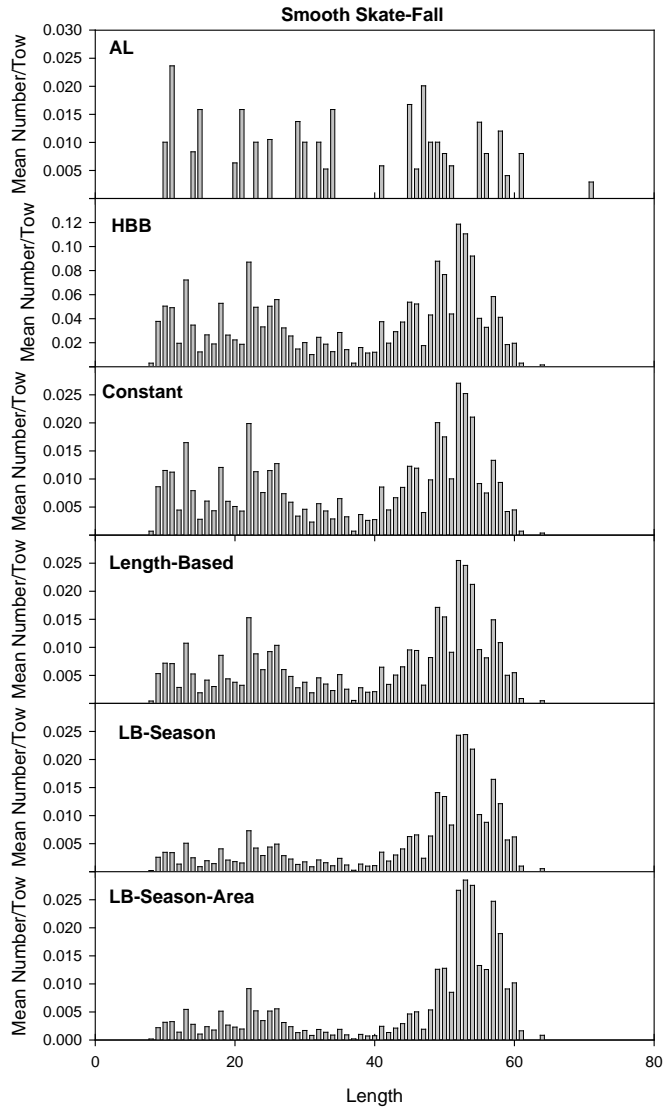 Smooth Skate-Fall
AL
Mean Number/Tow
0.030
0.025
0.020
0.015
0.010
0.005
HBB
Mean Number/Tow
0.12
0.10
0.08
0.06
0.04
0.02
Constant
Mean Number/Tow
0.025
0.020
0.015
0.010
0.005
Length-Based
Mean Number/Tow
0.025
0.020
0.015
0.010
0.005
LB-Season
Mean Number/Tow
0.025
0.020
0.015
0.010
0.005
LB-Season-Area
Mean Number/Tow
0.025
0.020
0.015
0.010
0.005
0.000
0 20 40 60 80
Length